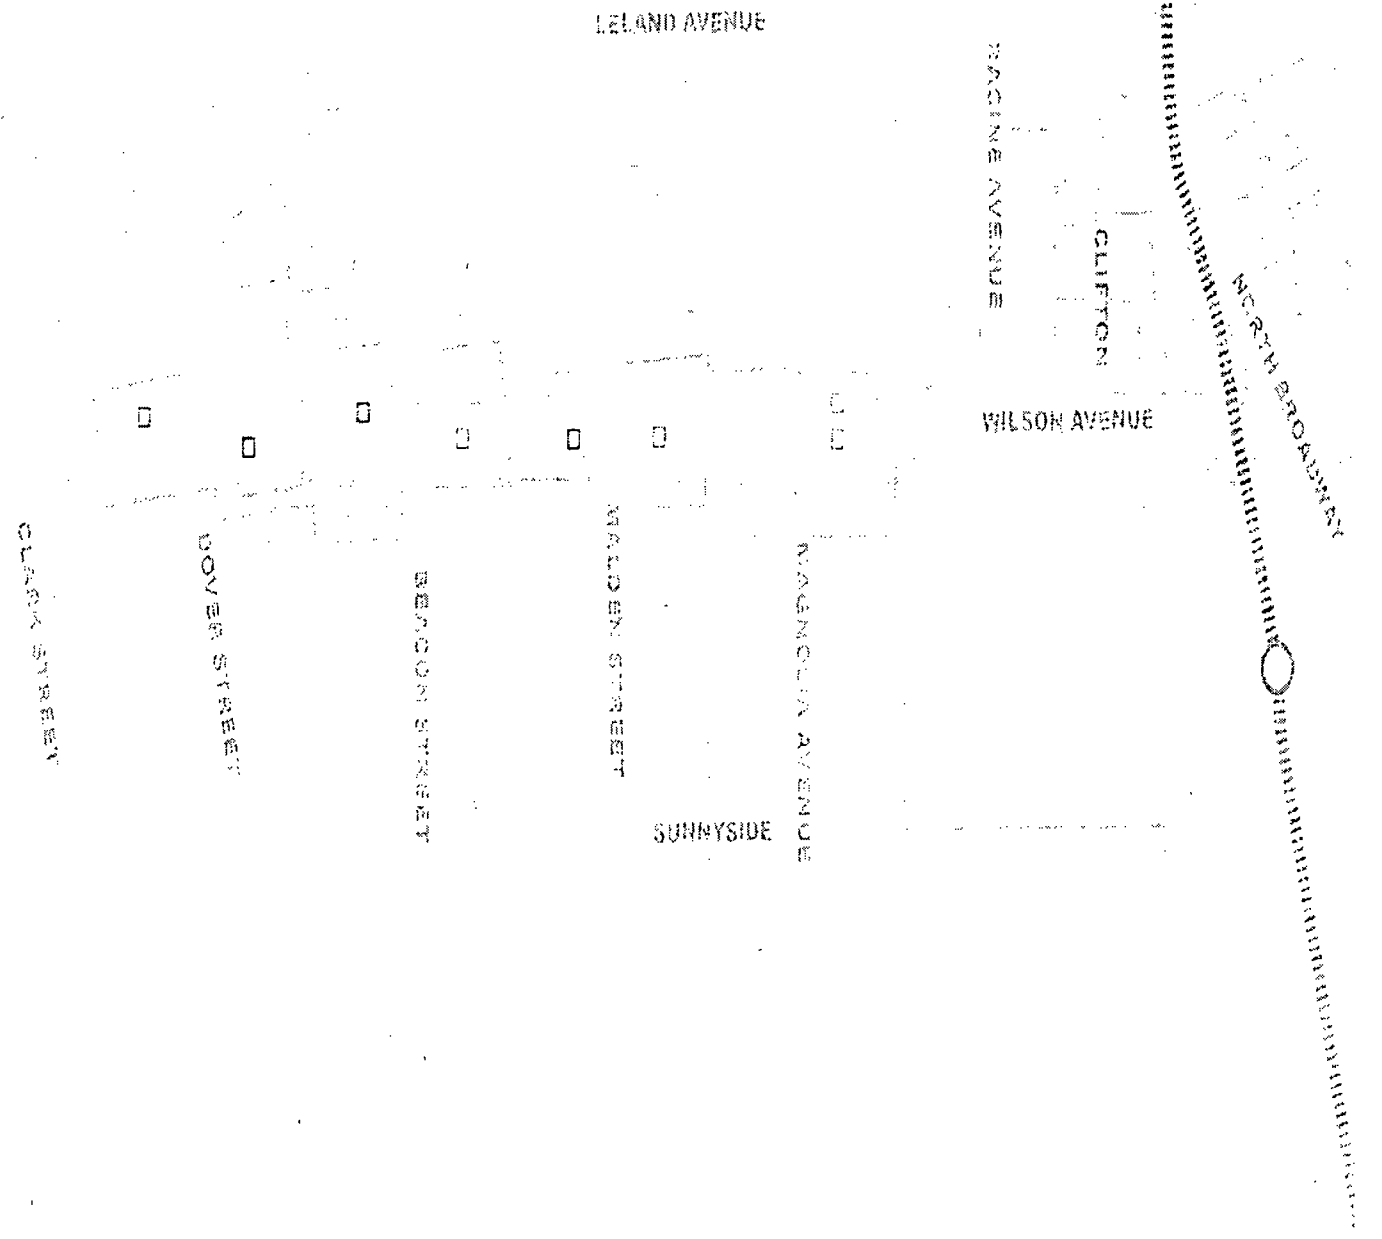 LELAND AVENUE
RACINE AVENUE
CLIFTON
NORTH BROADWAY
WILSON AVENUE
CLARK STREET
DOVER STREET
BEACON STREET
MALDEN STREET
MAGNOLIA AVENUE
SUNNYSIDE